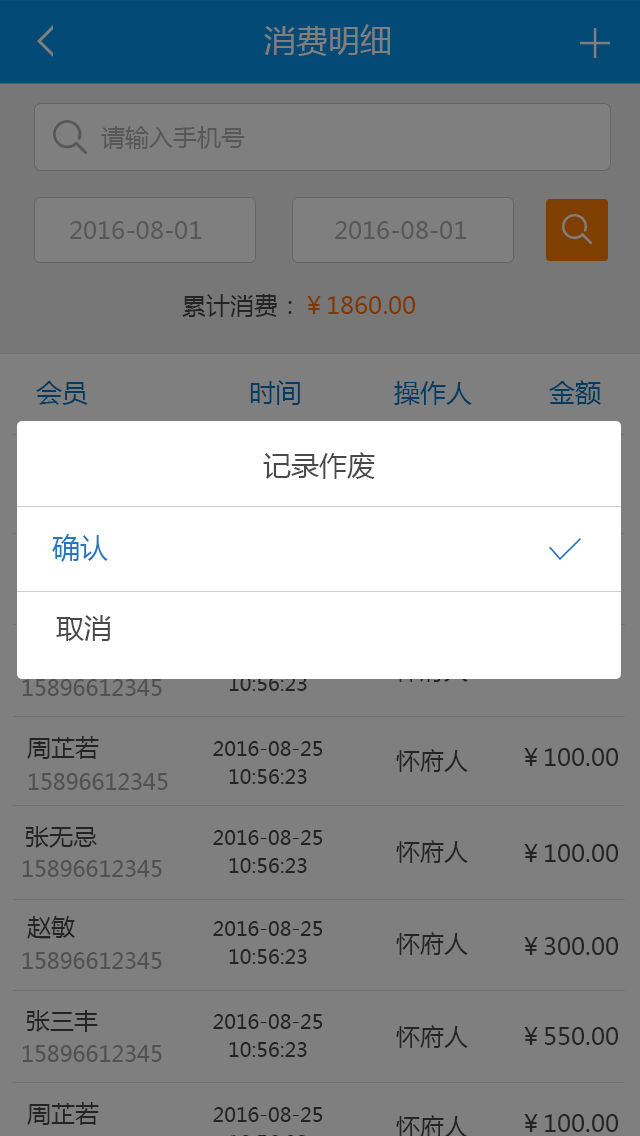 消费明细
请输入手机号
2016-08-01 2016-08-01
累计消费：￥1860.00
会员 时间 操作人 金额
记录作废
确认
取消
15896612345 10:56:23
周芷若 2016-08-25 怀府人 ￥100.00
15896612345 10:56:23
张无忌 2016-08-25 怀府人 ￥100.00
15896612345 10:56:23
赵敏 2016-08-25 怀府人 ￥300.00
15896612345 10:56:23
张三丰 2016-08-25 怀府人 ￥550.00
15896612345 10:56:23
周芷若 2016-08-25 怀府人 ￥100.00